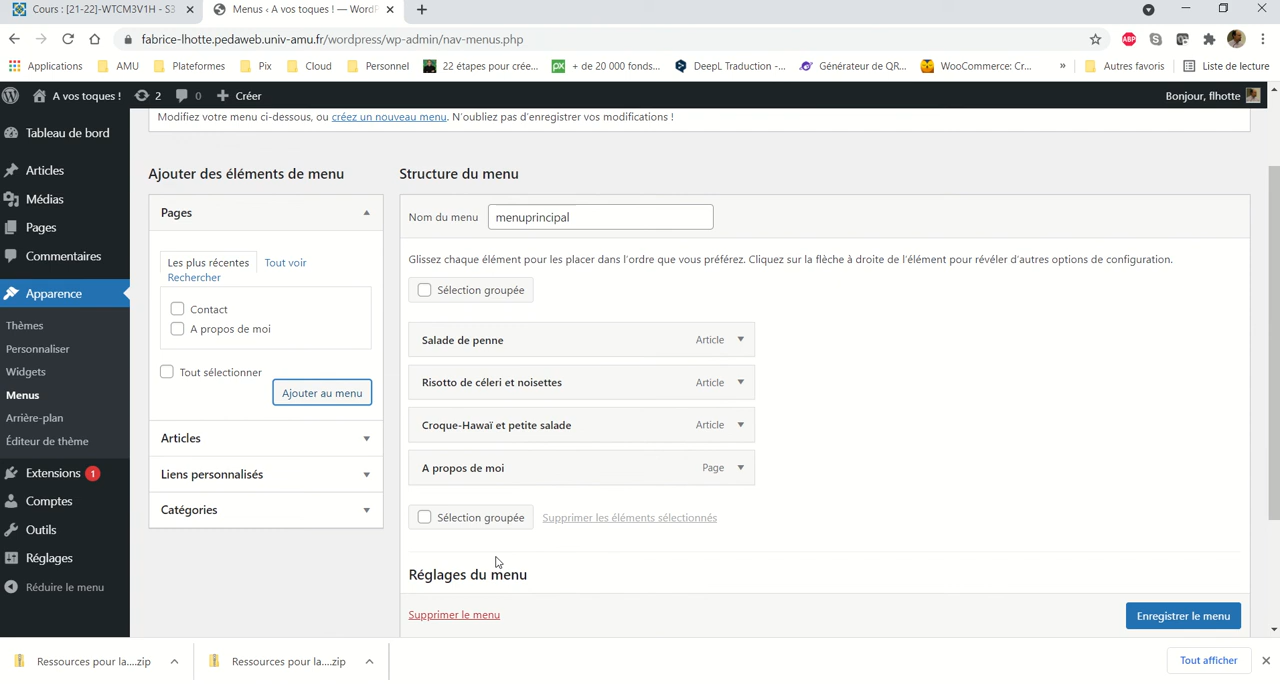 Cours : [21-22]-WTCM3V1H - S3
Menus ‹ A vos toques ! — WordP
fabrice-lhotte.pedaweb.univ-amu.fr/wordpress/wp-admin/nav-menus.php
ABP
Applications
AMU
Plateformes
Pix
Cloud
Personnel
22 étapes pour crée...
+ de 20 000 fonds...
DeepL Traduction -...
Générateur de QR...
WooCommerce: Cr...
»
Autres favoris
Liste de lecture
A vos toques !
2
0
Créer
Bonjour, flhotte
Modifiez votre menu ci-dessous, ou créez un nouveau menu. N'oubliez pas d'enregistrer vos modifications !
Tableau de bord
Articles
Médias
Pages
Commentaires
Apparence
Thèmes
Personnaliser
Widgets
Menus
Arrière-plan
Éditeur de thème
Extensions 1
Comptes
Outils
Réglages
Réduire le menu
Ajouter des éléments de menu
Pages
Les plus récentes
Tout voir
Rechercher
Contact
A propos de moi
Tout sélectionner
Ajouter au menu
Articles
Liens personnalisés
Catégories
Structure du menu
Nom du menu
menuprincipal
Glissez chaque élément pour les placer dans l'ordre que vous préférez. Cliquez sur la flèche à droite de l'élément pour révéler d'autres options de configuration.
Sélection groupée
Salade de penne Article
Risotto de céleri et noisettes Article
Croque-Hawaï et petite salade Article
A propos de moi Page
Sélection groupée
Supprimer les éléments sélectionnés
Réglages du menu
Supprimer le menu
Enregistrer le menu
Ressources pour la....zip
Ressources pour la....zip
Tout afficher